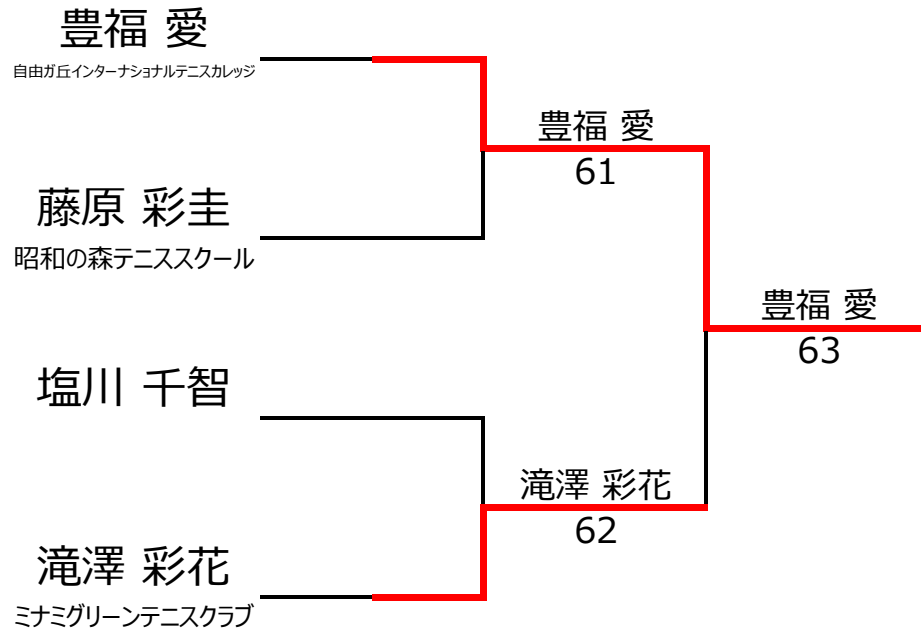 豊福 愛
自由ガ丘インターナショナルテニスカレッジ
豊福 愛
61
藤原 彩圭
昭和の森テニススクール
豊福 愛
63
塩川 千智
滝澤 彩花
62
滝澤 彩花
ミナミグリーンテニスクラブ